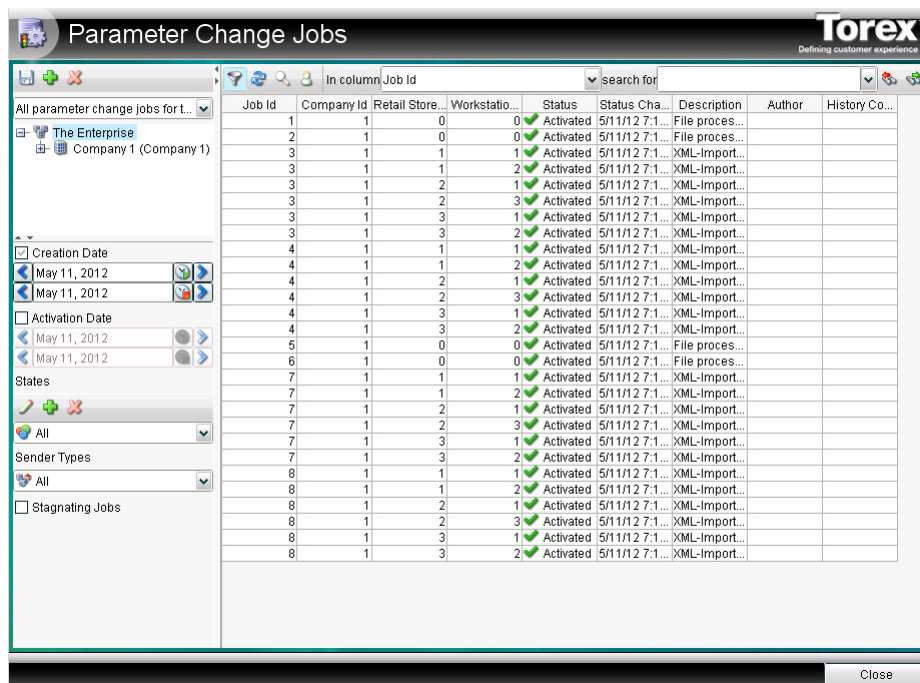 Parameter Change Jobs
Torex
Defining customer experience
In column Job Id search for
All parameter change jobs for t...
The Enterprise
Company 1 (Company 1)
Creation Date
May 11, 2012
May 11, 2012
Activation Date
May 11, 2012
May 11, 2012
States
All
Sender Types
All
Stagnating Jobs
Job Id Company Id Retail Store... Workstatio... Status Status Cha... Description Author History Co...
1 1 0 0 Activated 5/11/12 7:1... File proces...
2 1 0 0 Activated 5/11/12 7:1... File proces...
3 1 1 1 Activated 5/11/12 7:1... XML-Import...
3 1 1 2 Activated 5/11/12 7:1... XML-Import...
3 1 2 1 Activated 5/11/12 7:1... XML-Import...
3 1 2 3 Activated 5/11/12 7:1... XML-Import...
3 1 3 1 Activated 5/11/12 7:1... XML-Import...
3 1 3 2 Activated 5/11/12 7:1... XML-Import...
4 1 1 1 Activated 5/11/12 7:1... XML-Import...
4 1 1 2 Activated 5/11/12 7:1... XML-Import...
4 1 2 1 Activated 5/11/12 7:1... XML-Import...
4 1 2 3 Activated 5/11/12 7:1... XML-Import...
4 1 3 1 Activated 5/11/12 7:1... XML-Import...
4 1 3 2 Activated 5/11/12 7:1... XML-Import...
5 1 0 0 Activated 5/11/12 7:1... File proces...
6 1 0 0 Activated 5/11/12 7:1... File proces...
7 1 1 1 Activated 5/11/12 7:1... XML-Import...
7 1 1 2 Activated 5/11/12 7:1... XML-Import...
7 1 2 1 Activated 5/11/12 7:1... XML-Import...
7 1 2 3 Activated 5/11/12 7:1... XML-Import...
7 1 3 1 Activated 5/11/12 7:1... XML-Import...
7 1 3 2 Activated 5/11/12 7:1... XML-Import...
8 1 1 1 Activated 5/11/12 7:1... XML-Import...
8 1 1 2 Activated 5/11/12 7:1... XML-Import...
8 1 2 1 Activated 5/11/12 7:1... XML-Import...
8 1 2 3 Activated 5/11/12 7:1... XML-Import...
8 1 3 1 Activated 5/11/12 7:1... XML-Import...
8 1 3 2 Activated 5/11/12 7:1... XML-Import...
Close